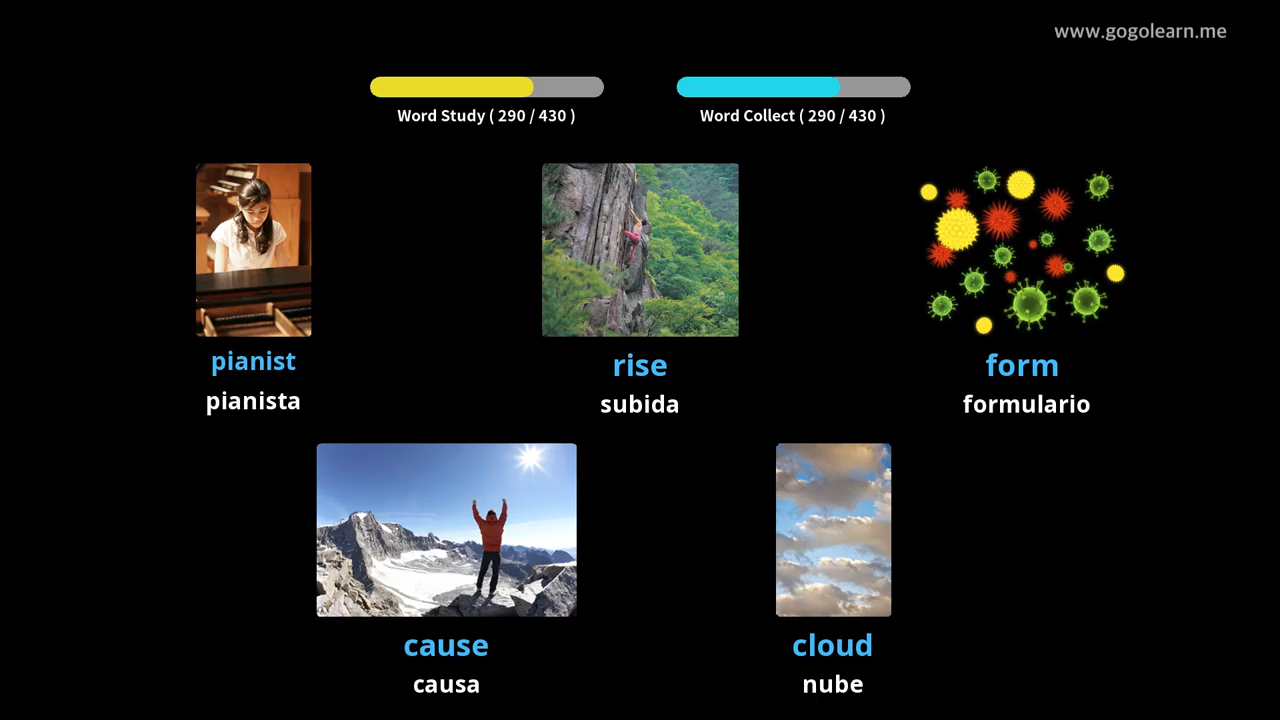 www.gogolearn.me
Word Study ( 290 / 430 )
Word Collect ( 290 / 430 )
pianist
pianista
rise
subida
form
formulario
cause
causa
cloud
nube